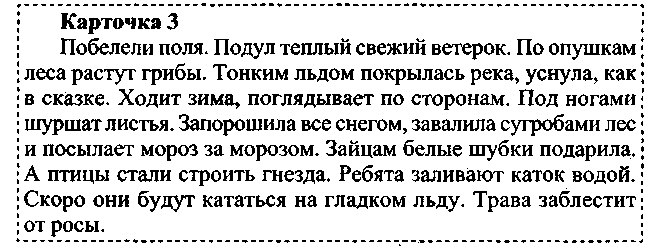 Карточка 3
Побелели поля. Подул теплый свежий ветерок. По опушкам
леса растут грибы. Тонким льдом покрылась река, уснула, как
в сказке. Ходит зима, поглядывает по сторонам. Под ногами
шуршат листья. Запорошила все снегом, завалила сугробами лес
и посылает мороз за морозом. Зайцам белые шубки подарила.
А птицы стали строить гнезда. Ребята заливают каток водой.
Скоро они будут кататься на гладком льду. Трава заблестит
от росы.